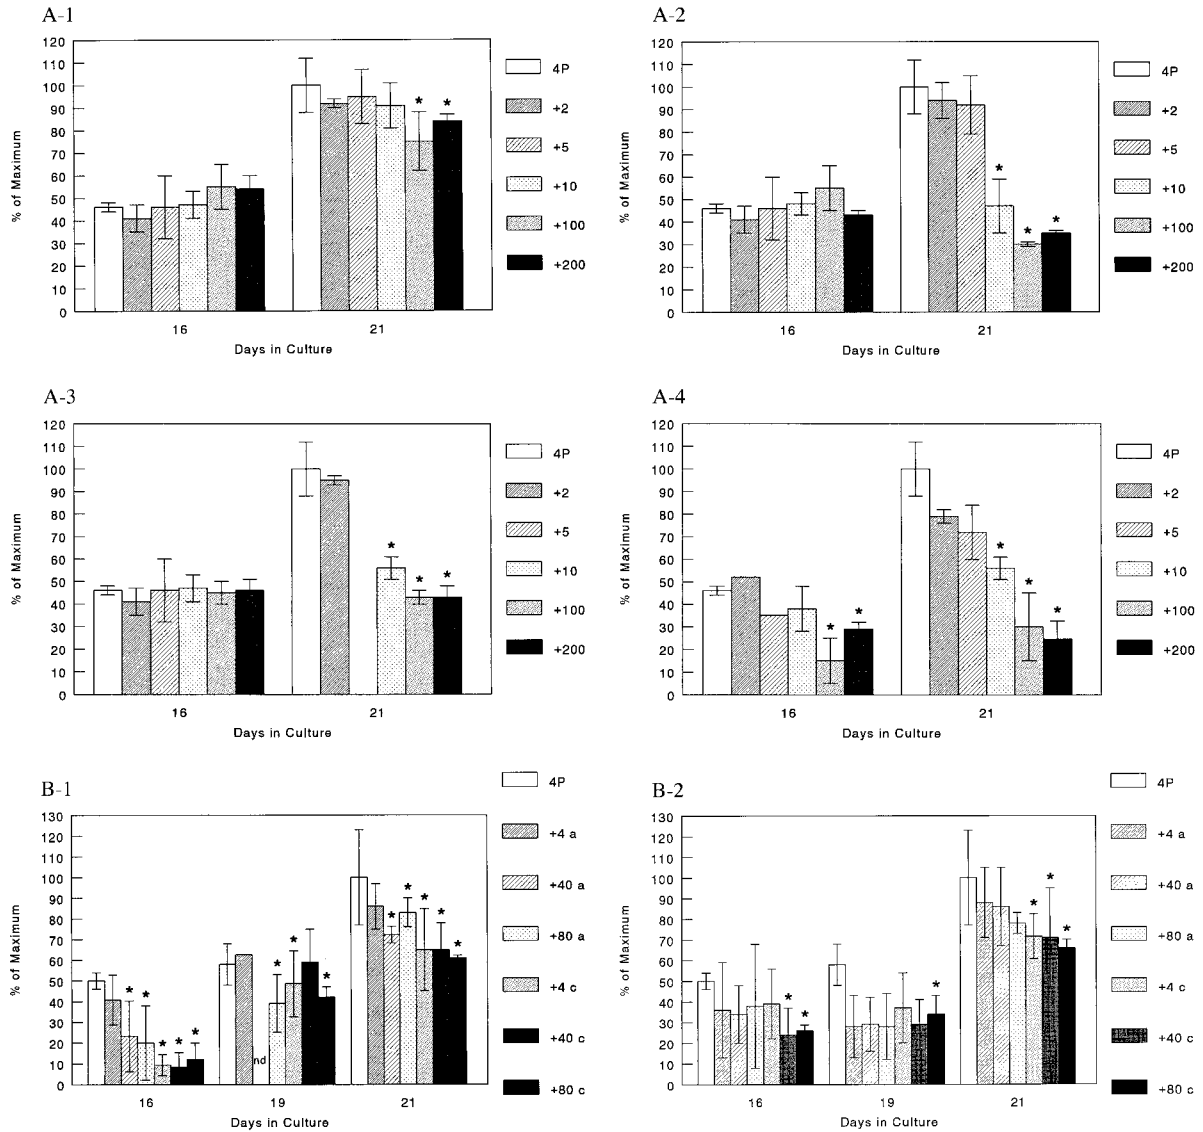 A-1
120
110
100
90
80
70
60
50
40
30
20
10
0
% of Maximum
* *
16 21
Days in Culture
4P
+2
+5
+10
+100
+200
A-2
120
110
100
90
80
70
60
50
40
30
20
10
0
% of Maximum
* * *
16 21
Days in Culture
4P
+2
+5
+10
+100
+200
A-3
120
110
100
90
80
70
60
50
40
30
20
10
0
% of Maximum
* * *
16 21
Days in Culture
4P
+2
+5
+10
+100
+200
A-4
120
110
100
90
80
70
60
50
40
30
20
10
0
% of Maximum
* * * * *
16 21
Days in Culture
4P
+2
+5
+10
+100
+200
B-1
130
120
110
100
90
80
70
60
50
40
30
20
10
0
% of Maximum
* * * * *
nd
* * *
* * * * *
16 19 21
Days in Culture
4P
+4 a
+40 a
+80 a
+4 c
+40 c
+80 c
B-2
130
120
110
100
90
80
70
60
50
40
30
20
10
0
% of Maximum
* *
*
* * *
16 19 21
Days in Culture
4P
+4 a
+40 a
+80 a
+4 c
+40 c
+80 c